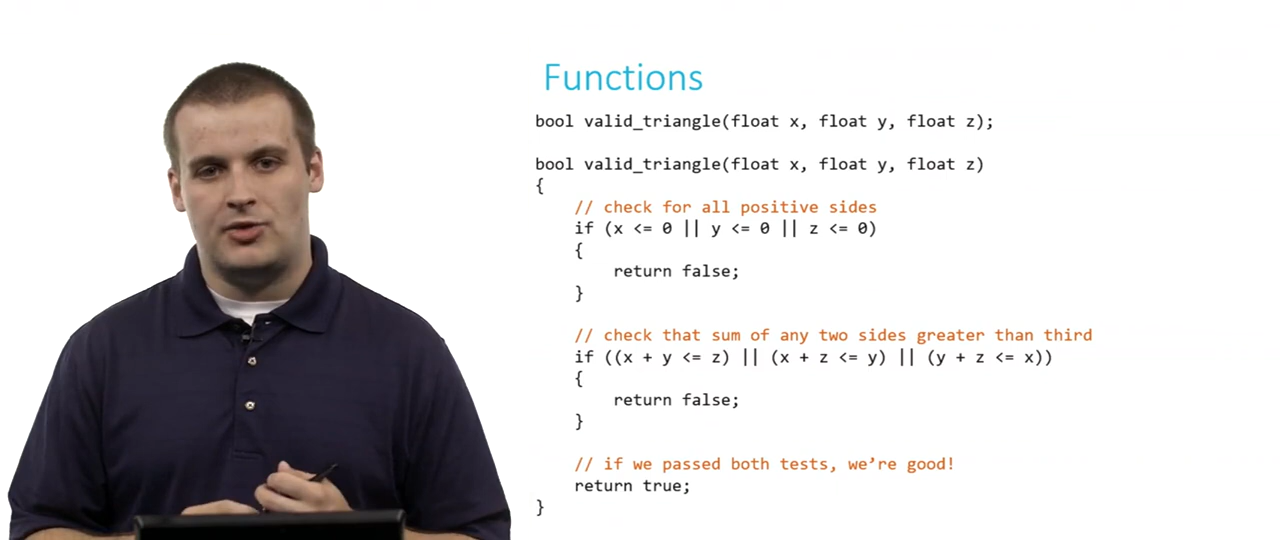 Functions
bool valid_triangle(float x, float y, float z);
bool valid_triangle(float x, float y, float z)
{
// check for all positive sides
if (x <= 0 || y <= 0 || z <= 0)
{
return false;
}
// check that sum of any two sides greater than third
if ((x + y <= z) || (x + z <= y) || (y + z <= x))
{
return false;
}
// if we passed both tests, we’re good!
return true;
}